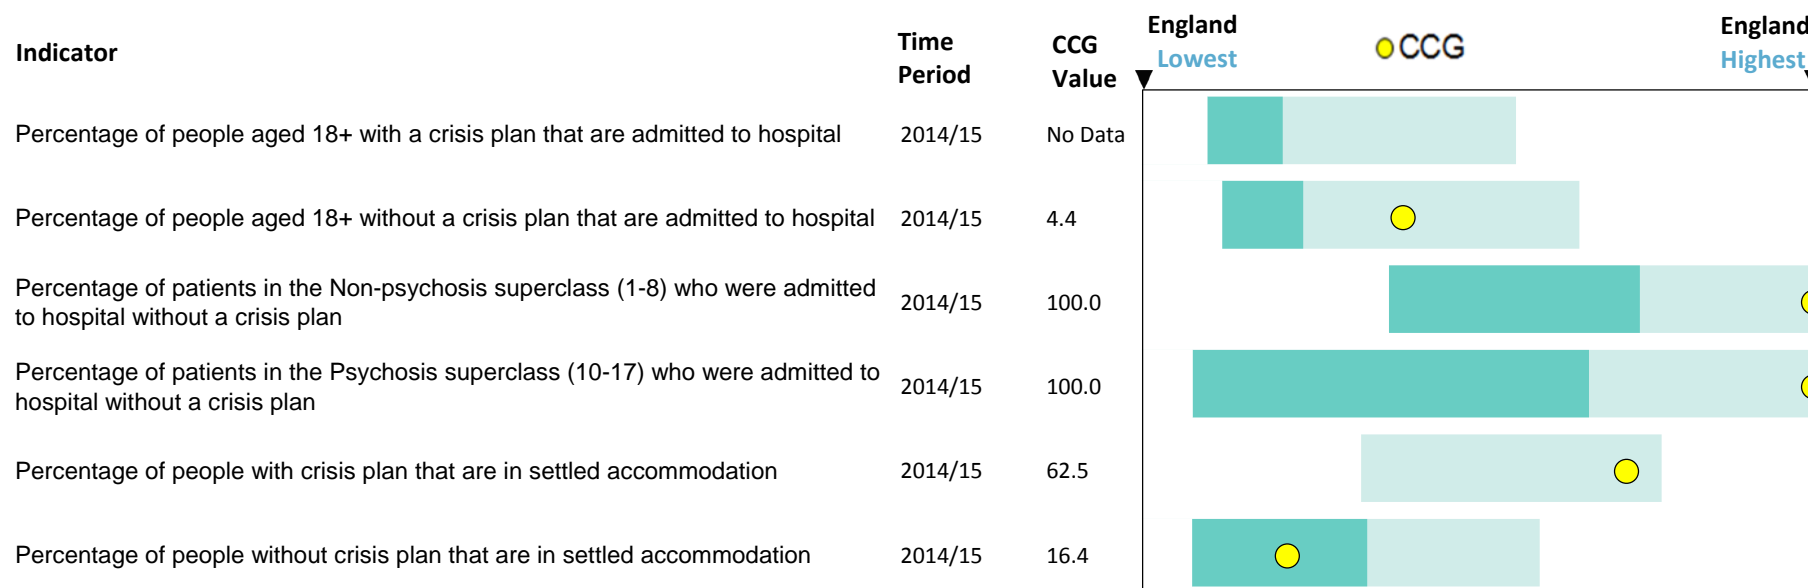 Indicator
Time Period
CCG Value
England Lowest
CCG
England Highest
Percentage of people aged 18+ with a crisis plan that are admitted to hospital 2014/15 No Data
Percentage of people aged 18+ without a crisis plan that are admitted to hospital 2014/15 4.4
Percentage of patients in the Non-psychosis superclass (1-8) who were admitted
to hospital without a crisis plan 2014/15 100.0
Percentage of patients in the Psychosis superclass (10-17) who were admitted to
hospital without a crisis plan 2014/15 100.0
Percentage of people with crisis plan that are in settled accommodation 2014/15 62.5
Percentage of people without crisis plan that are in settled accommodation 2014/15 16.4